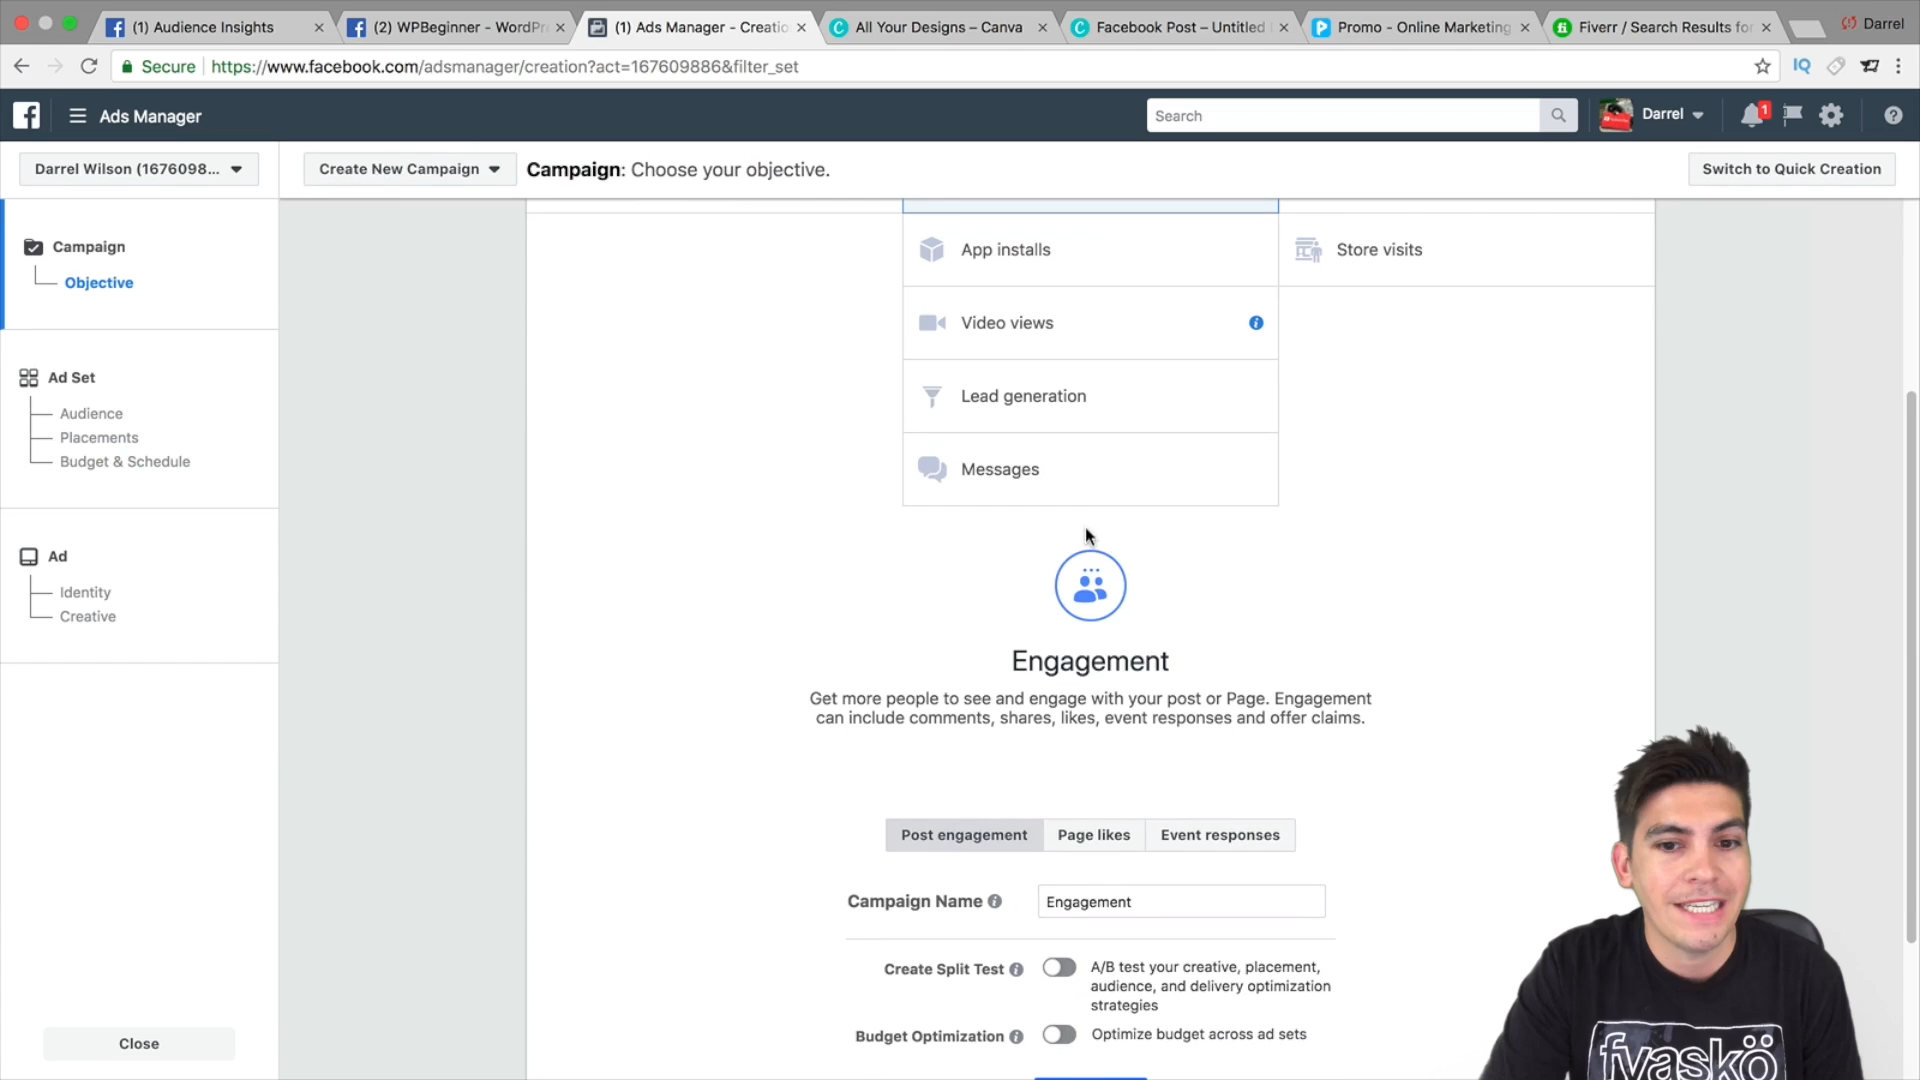 (1) Audience Insights
(2) WPBeginner - WordPr
(1) Ads Manager - Creatio
All Your Designs – Canva
Facebook Post – Untitled
Promo - Online Marketing
Fiverr / Search Results for
Darrel
Secure
https://www.facebook.com/adsmanager/creation?act=167609886&filter_set
IQ
Ads Manager
Search
Darrel
1
Darrel Wilson (1676098...
Create New Campaign
Campaign: Choose your objective.
Switch to Quick Creation
Campaign
Objective
Ad Set
Audience
Placements
Budget & Schedule
Ad
Identity
Creative
Close
App installs
Store visits
Video views
Lead generation
Messages
Engagement
Get more people to see and engage with your post or Page. Engagement
can include comments, shares, likes, event responses and offer claims.
Post engagement
Page likes
Event responses
Campaign Name
Engagement
Create Split Test
A/B test your creative, placement,
audience, and delivery optimization
strategies
Budget Optimization
Optimize budget across ad sets
fvaskö